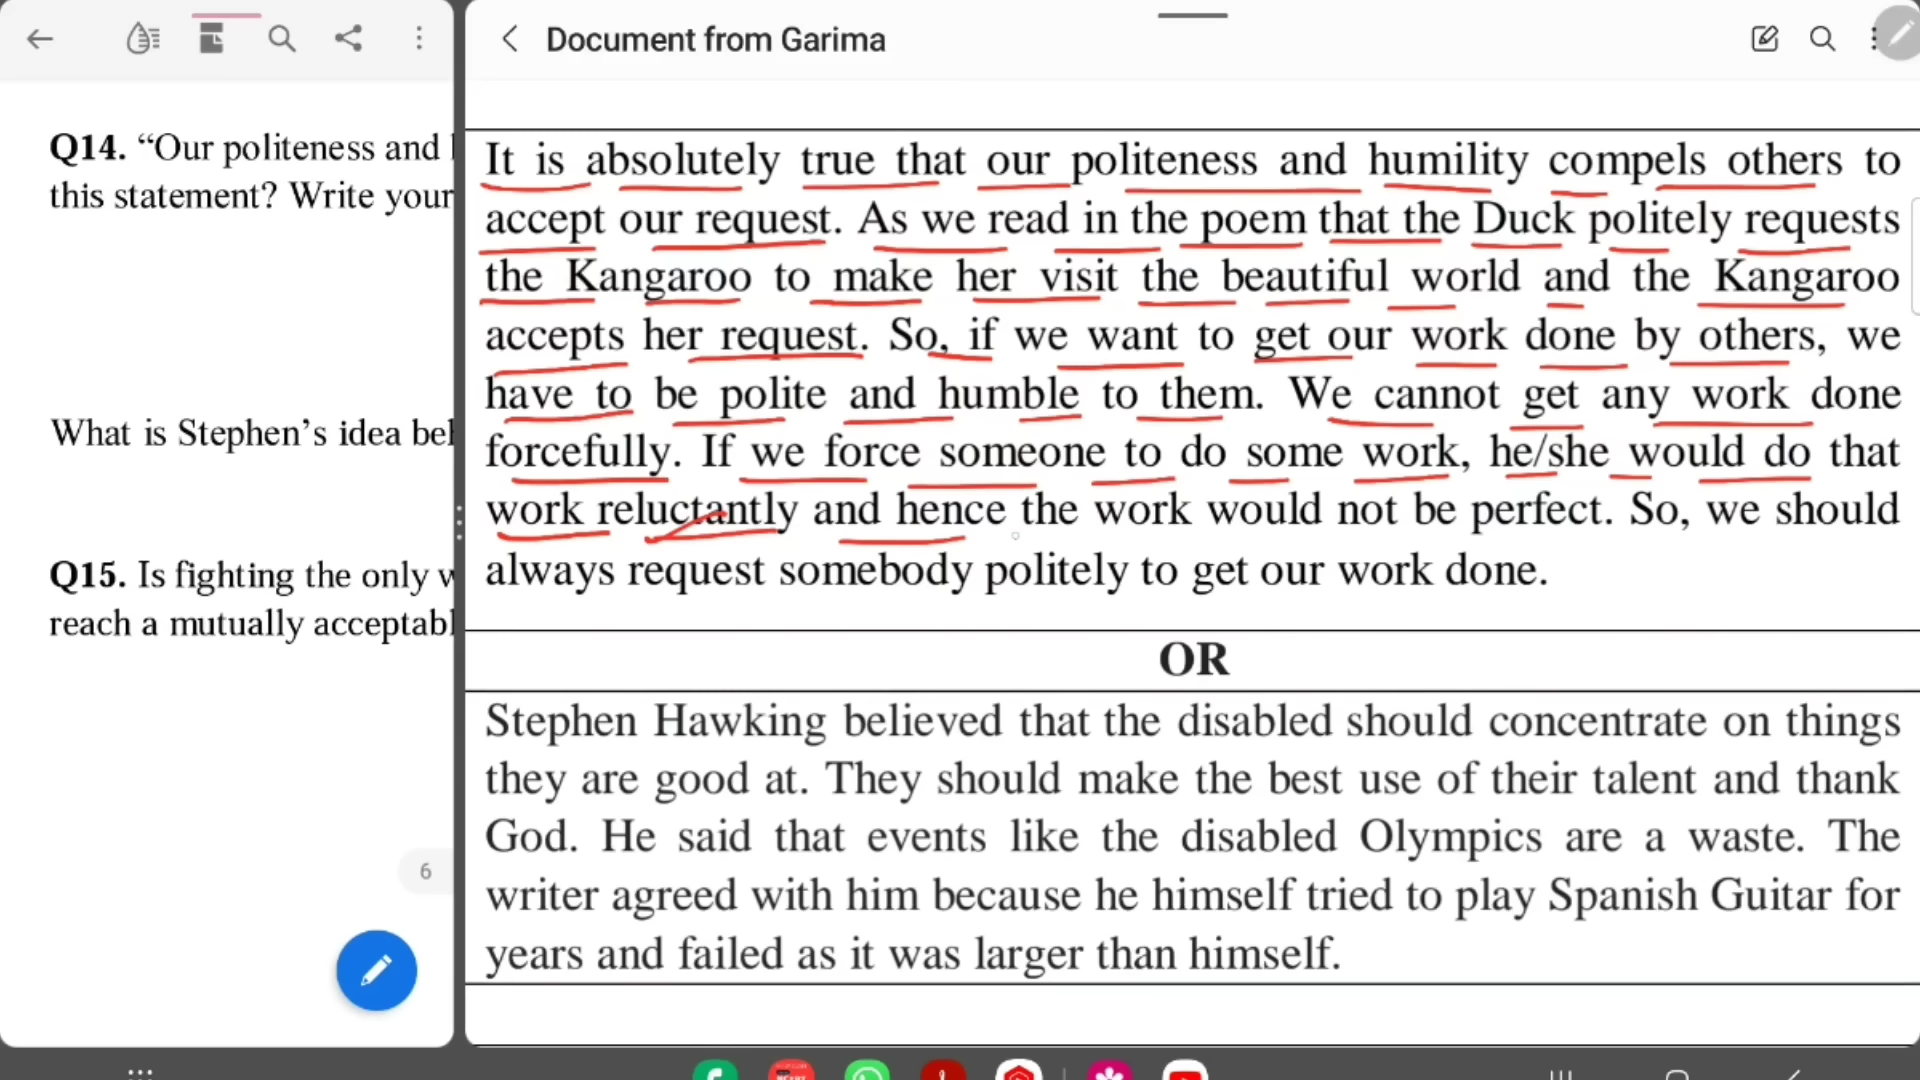 Document from Garima
Q14. “Our politeness and
this statement? Write your
What is Stephen’s idea be
Q15. Is fighting the only
reach a mutually acceptabl
6
It is absolutely true that our politeness and humility compels others to
accept our request. As we read in the poem that the Duck politely requests
the Kangaroo to make her visit the beautiful world and the Kangaroo
accepts her request. So, if we want to get our work done by others, we
have to be polite and humble to them. We cannot get any work done
forcefully. If we force someone to do some work, he/she would do that
work reluctantly and hence the work would not be perfect. So, we should
always request somebody politely to get our work done.
OR
Stephen Hawking believed that the disabled should concentrate on things
they are good at. They should make the best use of their talent and thank
God. He said that events like the disabled Olympics are a waste. The
writer agreed with him because he himself tried to play Spanish Guitar for
years and failed as it was larger than himself.